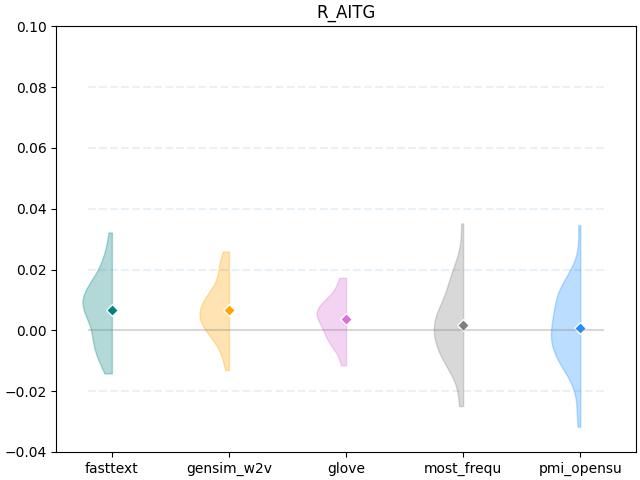 R_AITG
0.10
0.08
0.06
0.04
0.02
0.00
−0.02
−0.04
fasttext
gensim_w2v
glove
most_frequ
pmi_opensu